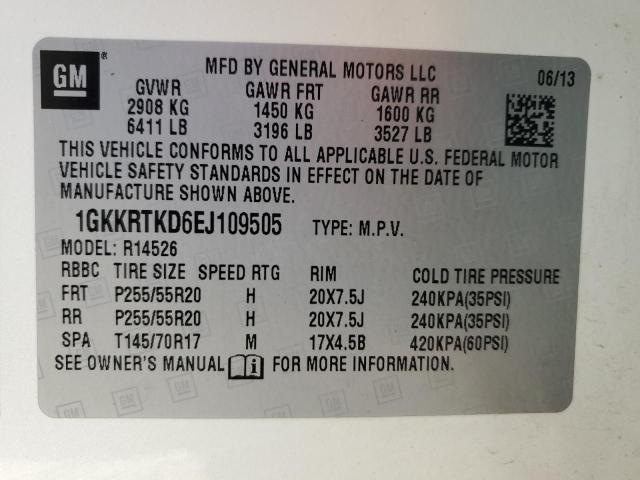 GM ®
MFD BY GENERAL MOTORS LLC 06/13
GVWR GAWR FRT GAWR RR
2908 KG 1450 KG 1600 KG
6411 LB 3196 LB 3527 LB
THIS VEHICLE CONFORMS TO ALL APPLICABLE U.S. FEDERAL MOTOR
VEHICLE SAFETY STANDARDS IN EFFECT ON THE DATE OF
MANUFACTURE SHOWN ABOVE.
1GKKRTKD6EJ109505 TYPE: M.P.V.
MODEL: R14526
RBBC TIRE SIZE SPEED RTG RIM COLD TIRE PRESSURE
FRT P255/55R20 H 20X7.5J 240KPA(35PSI)
RR P255/55R20 H 20X7.5J 240KPA(35PSI)
SPA T145/70R17 M 17X4.5B 420KPA(60PSI)
SEE OWNER'S MANUAL FOR MORE INFORMATION.